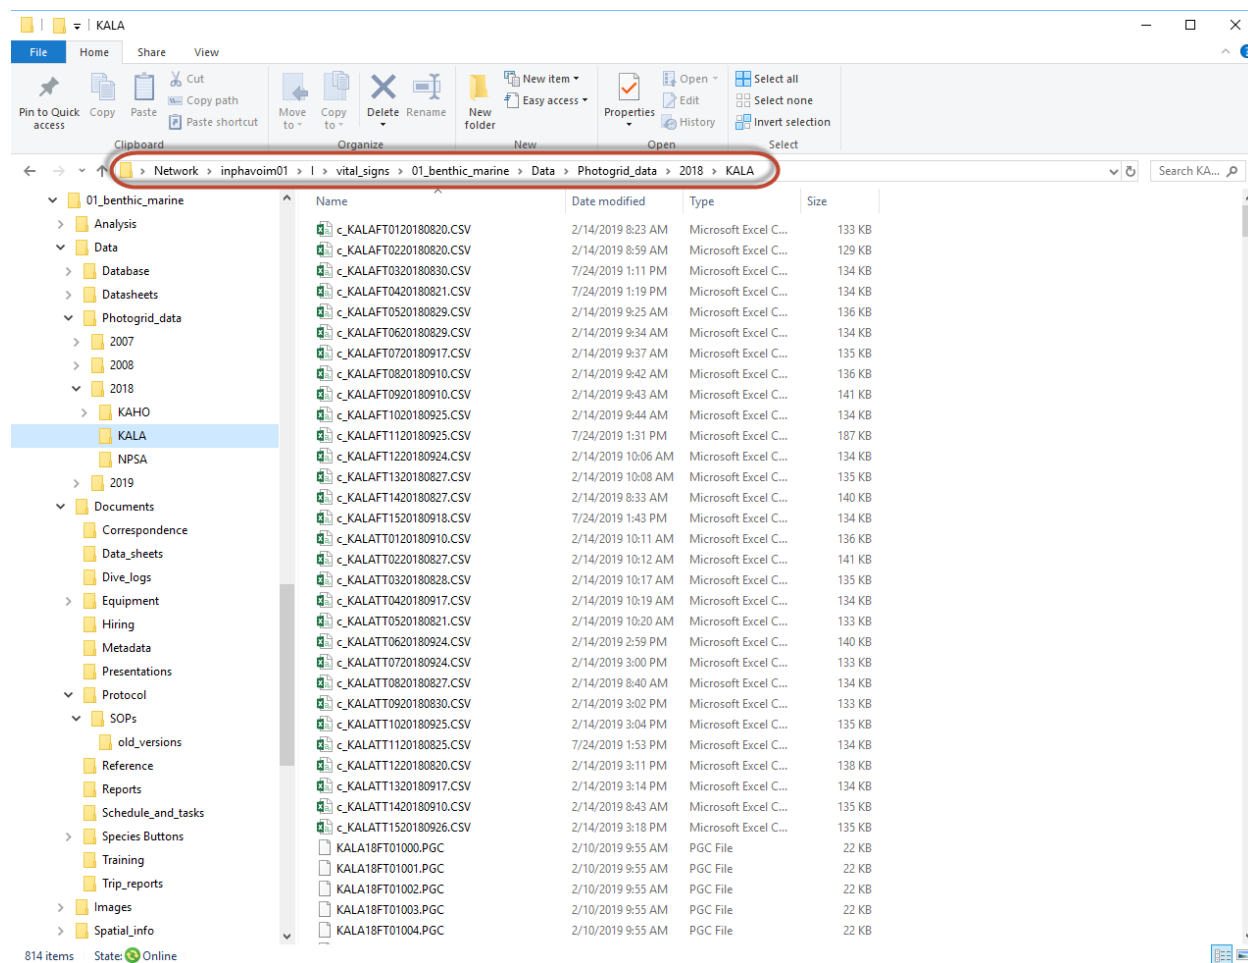 KALA
File Home Share View
Pin to Quick access
Copy
Paste
Cut
Copy path
Paste shortcut
Clipboard
Move to
Copy to
Delete
Rename
Organize
New folder
New item
Easy access
New
Properties
Open
Edit
History
Open
Select all
Select none
Invert selection
Select
Network > inphavoim01 > I > vital_signs > 01_benthic_marine > Data > Photogrid_data > 2018 > KALA
Search KA...
01_benthic_marine
Analysis
Data
Database
Datasheets
Photogrid_data
2007
2008
2018
KAHO
KALA
NPSA
2019
Documents
Correspondence
Data_sheets
Dive_logs
Equipment
Hiring
Metadata
Presentations
Protocol
SOPs
old_versions
Reference
Reports
Schedule_and_tasks
Species Buttons
Training
Trip_reports
Images
Spatial_info
Name Date modified Type Size
c_KALAFT0120180820.CSV 2/14/2019 8:23 AM Microsoft Excel C... 133 KB
c_KALAFT0220180820.CSV 2/14/2019 8:59 AM Microsoft Excel C... 129 KB
c_KALAFT0320180830.CSV 7/24/2019 1:11 PM Microsoft Excel C... 134 KB
c_KALAFT0420180821.CSV 7/24/2019 1:19 PM Microsoft Excel C... 134 KB
c_KALAFT0520180829.CSV 2/14/2019 9:25 AM Microsoft Excel C... 136 KB
c_KALAFT0620180829.CSV 2/14/2019 9:34 AM Microsoft Excel C... 134 KB
c_KALAFT0720180917.CSV 2/14/2019 9:37 AM Microsoft Excel C... 135 KB
c_KALAFT0820180910.CSV 2/14/2019 9:42 AM Microsoft Excel C... 136 KB
c_KALAFT0920180910.CSV 2/14/2019 9:43 AM Microsoft Excel C... 141 KB
c_KALAFT1020180925.CSV 2/14/2019 9:44 AM Microsoft Excel C... 134 KB
c_KALAFT1120180925.CSV 7/24/2019 1:31 PM Microsoft Excel C... 187 KB
c_KALAFT1220180924.CSV 2/14/2019 10:06 AM Microsoft Excel C... 134 KB
c_KALAFT1320180827.CSV 2/14/2019 10:08 AM Microsoft Excel C... 135 KB
c_KALAFT1420180827.CSV 2/14/2019 8:33 AM Microsoft Excel C... 140 KB
c_KALAFT1520180918.CSV 7/24/2019 1:43 PM Microsoft Excel C... 134 KB
c_KALATT0120180910.CSV 2/14/2019 10:11 AM Microsoft Excel C... 136 KB
c_KALATT0220180827.CSV 2/14/2019 10:12 AM Microsoft Excel C... 141 KB
c_KALATT0320180828.CSV 2/14/2019 10:17 AM Microsoft Excel C... 135 KB
c_KALATT0420180917.CSV 2/14/2019 10:19 AM Microsoft Excel C... 134 KB
c_KALATT0520180821.CSV 2/14/2019 10:20 AM Microsoft Excel C... 133 KB
c_KALATT0620180924.CSV 2/14/2019 2:59 PM Microsoft Excel C... 140 KB
c_KALATT0720180924.CSV 2/14/2019 3:00 PM Microsoft Excel C... 133 KB
c_KALATT0820180827.CSV 2/14/2019 8:40 AM Microsoft Excel C... 134 KB
c_KALATT0920180830.CSV 2/14/2019 3:02 PM Microsoft Excel C... 133 KB
c_KALATT1020180925.CSV 2/14/2019 3:04 PM Microsoft Excel C... 135 KB
c_KALATT1120180825.CSV 7/24/2019 1:53 PM Microsoft Excel C... 134 KB
c_KALATT1220180820.CSV 2/14/2019 3:11 PM Microsoft Excel C... 138 KB
c_KALATT1320180917.CSV 2/14/2019 3:14 PM Microsoft Excel C... 134 KB
c_KALATT1420180910.CSV 2/14/2019 8:43 AM Microsoft Excel C... 135 KB
c_KALATT1520180926.CSV 2/14/2019 3:18 PM Microsoft Excel C... 135 KB
KALA18FT01000.PGC 2/10/2019 9:55 AM PGC File 22 KB
KALA18FT01001.PGC 2/10/2019 9:55 AM PGC File 22 KB
KALA18FT01002.PGC 2/10/2019 9:55 AM PGC File 22 KB
KALA18FT01003.PGC 2/10/2019 9:55 AM PGC File 22 KB
KALA18FT01004.PGC 2/10/2019 9:55 AM PGC File 22 KB
814 items State: Online